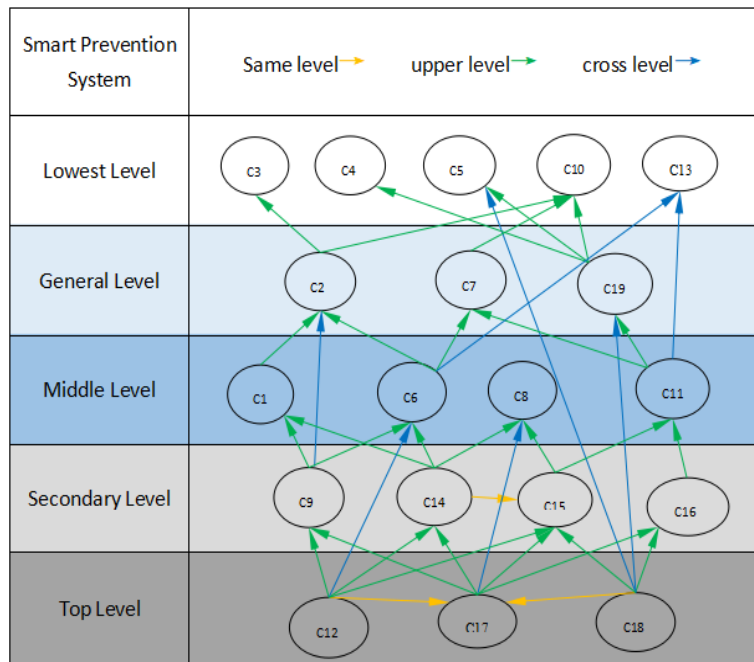 Smart Prevention
System
Same level
upper level
cross level
Lowest Level
C3
C4
C5
C10
C13
General Level
C2
C7
C19
Middle Level
C1
C6
C8
C11
Secondary Level
C9
C14
C15
C16
Top Level
C12
C17
C18